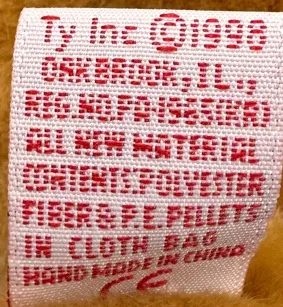 Ty Inc ©1998
OAKBROOK, IL.,
REG. NO. PA 1965(KR)
ALL NEW MATERIAL
CONTENTS: POLYESTER
FIBER & P.E. PELLETS
IN CLOTH BAG
HAND MADE IN CHINA
CE